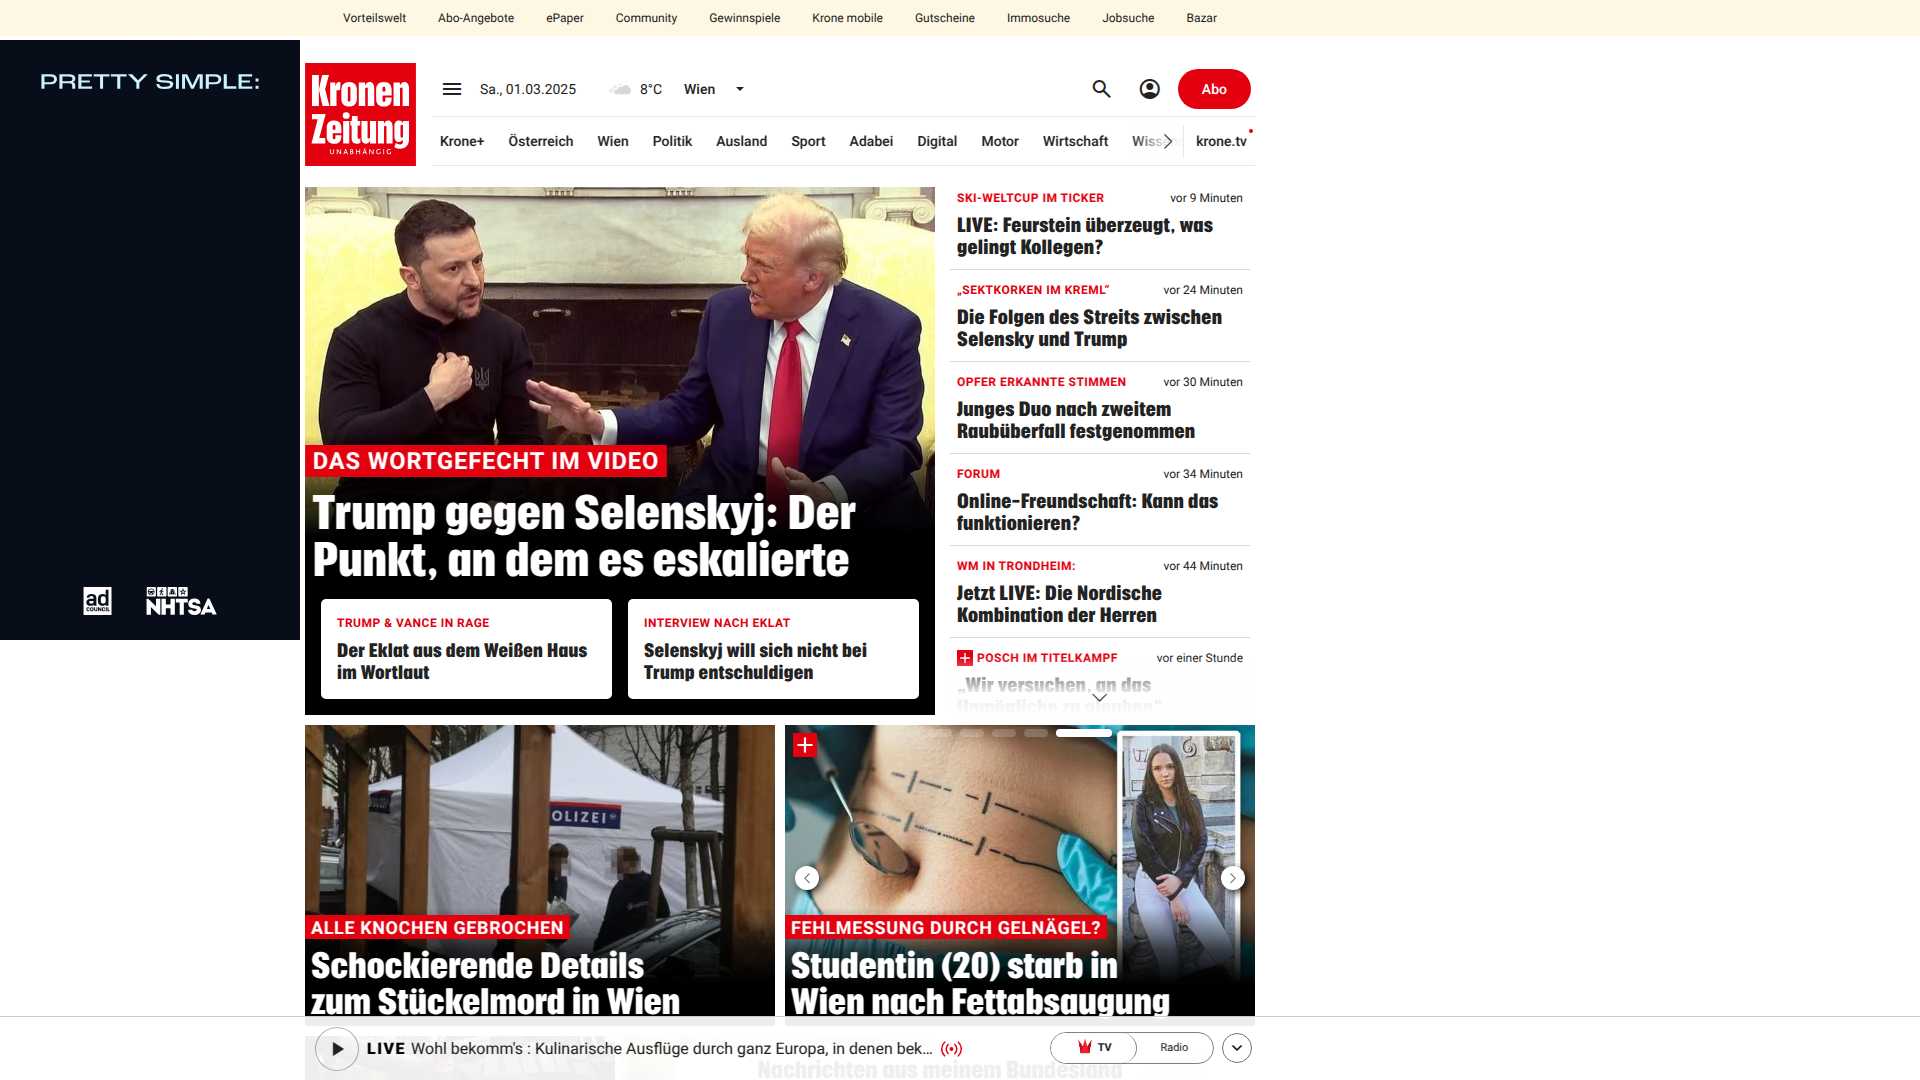 Vorteilswelt Abo-Angebote ePaper Community Gewinnspiele Krone mobile Gutscheine Immosuche Jobsuche Bazar
PRETTY SIMPLE:
ad
COUNCIL
NHTSA
Kronen
Zeitung
UNABHÄNGIG
Sa., 01.03.2025 8°C Wien
Abo
Krone+ Österreich Wien Politik Ausland Sport Adabei Digital Motor Wirtschaft krone.tv
DAS WORTGEFECHT IM VIDEO
Trump gegen Selenskyj: Der
Punkt, an dem es eskalierte
TRUMP & VANCE IN RAGE
Der Eklat aus dem Weißen Haus
im Wortlaut
INTERVIEW NACH EKLAT
Selenskyj will sich nicht bei
Trump entschuldigen
SKI-WELTCUP IM TICKER vor 9 Minuten
LIVE: Feurstein überzeugt, was
gelingt Kollegen?
„SEKTKORKEN IM KREML“ vor 24 Minuten
Die Folgen des Streits zwischen
Selensky und Trump
OPFER ERKANNTE STIMMEN vor 30 Minuten
Junges Duo nach zweitem
Raubüberfall festgenommen
FORUM vor 34 Minuten
Online-Freundschaft: Kann das
funktionieren?
WM IN TRONDHEIM: vor 44 Minuten
Jetzt LIVE: Die Nordische
Kombination der Herren
POSCH IM TITELKAMPF vor einer Stunde
„Wir versuchen, an das
Unmögliche zu glauben“
OLIZEI
ALLE KNOCHEN GEBROCHEN
Schockierende Details
zum Stückelmord in Wien
FEHLMESSUNG DURCH GELNÄGEL?
Studentin (20) starb in
Wien nach Fettabsaugung
LIVE Wohl bekomm's : Kulinarische Ausflüge durch ganz Europa, in denen bek...
TV Radio
Nachrichten aus meinem Bundesland